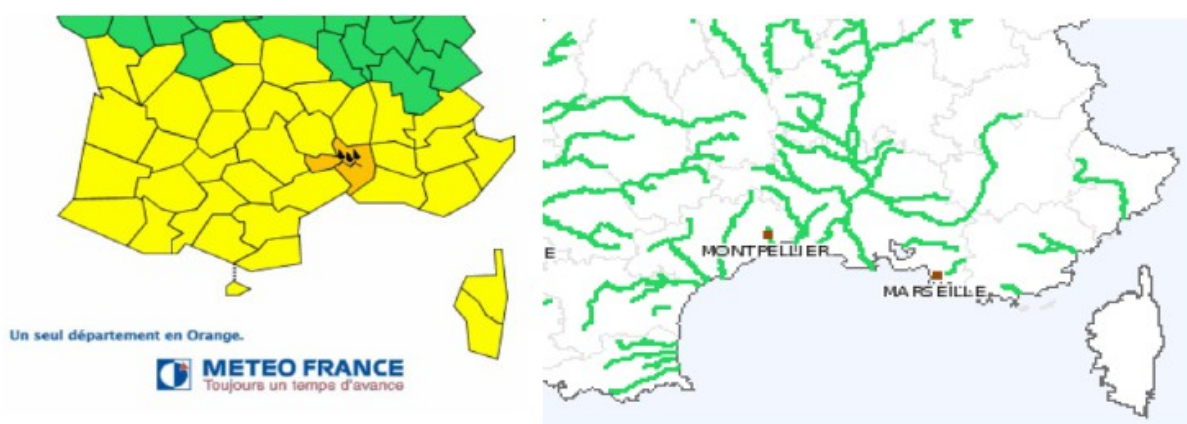 Un seul département en Orange.
METEO FRANCE
Toujours un temps d'avance
E
MONTPELLIER
MARSEILLE